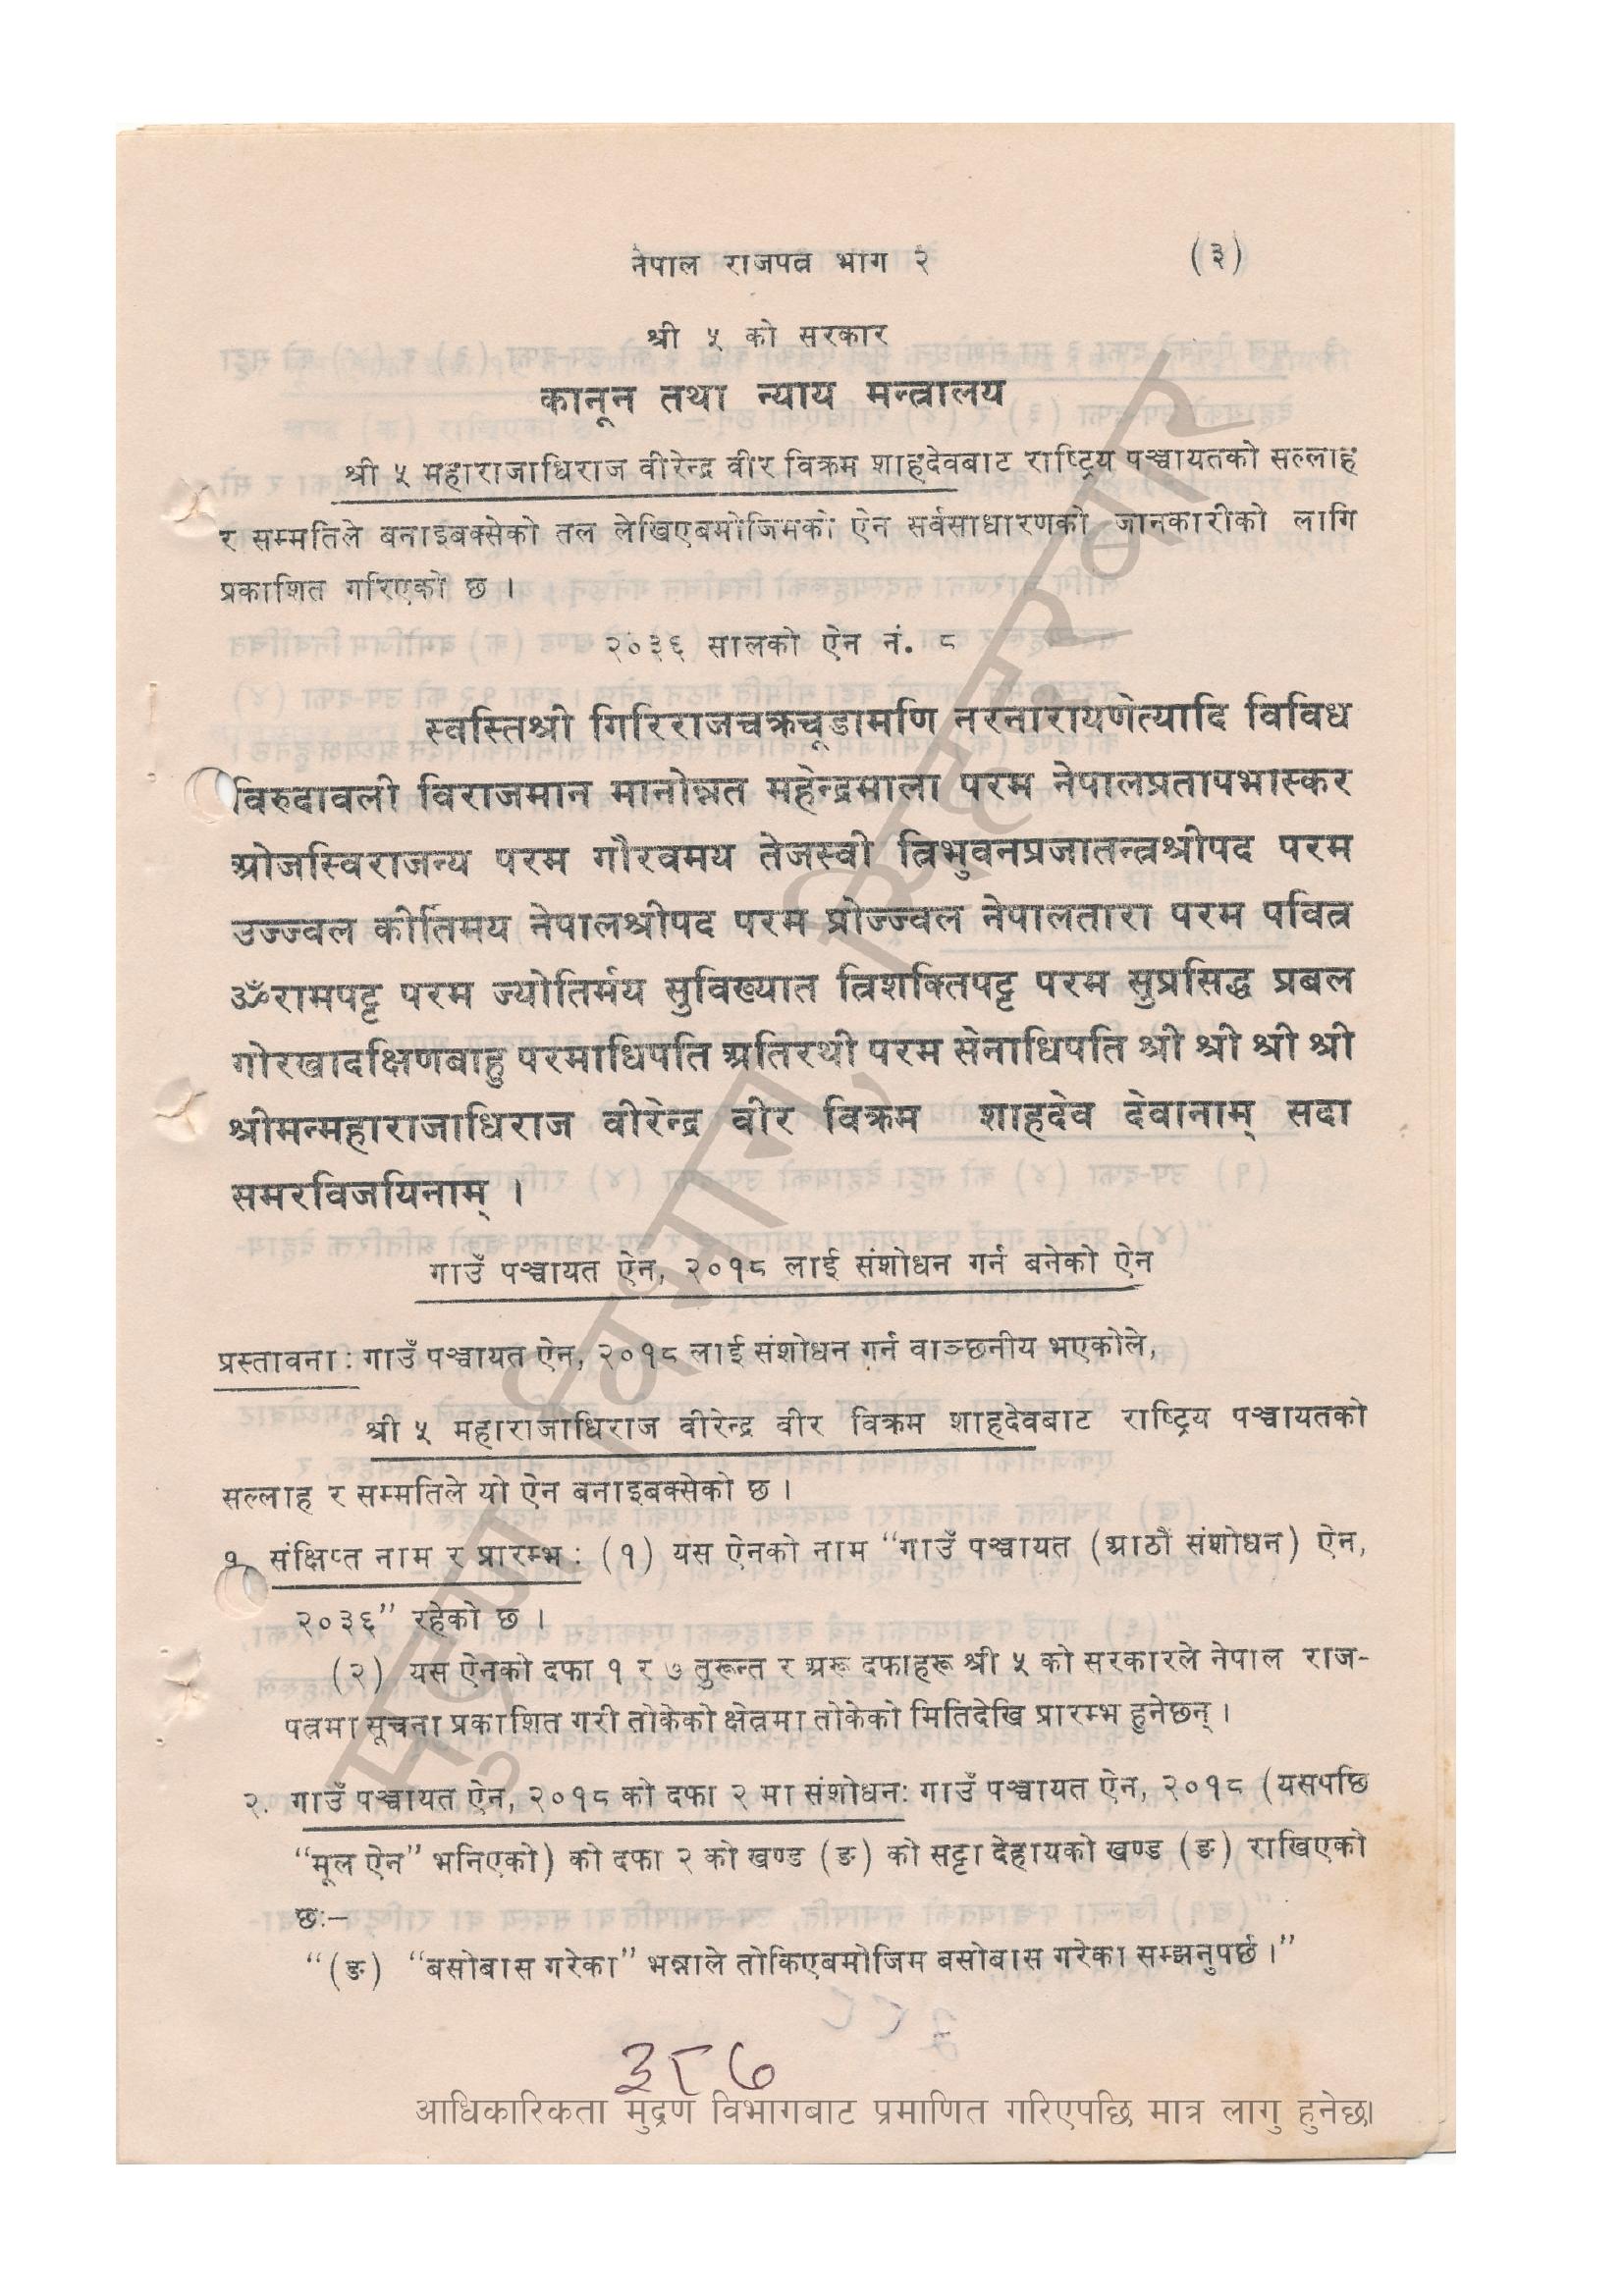 नेपाल राजपत्र भाग २ (३)
श्री ५ को सरकार
कानून तथा न्याय मन्त्रालय
श्री ५ महाराजाधिराज वीरेन्द्र वीर विक्रम शाहदेवबाट राष्ट्रिय पञ्चायतको सल्लाह
र सम्मतिले बनाइबक्सेको तल लेखिएबमोजिमको ऐन सर्वसाधारणको जानकारीको लागि
प्रकाशित गरिएको छ ।
२०३६ सालको ऐन नं. ८
स्वस्तिश्री गिरिराजचक्रचूडामणि नरनारायणेत्यादि विविध
विरुदावली विराजमान मानोन्नत महेन्द्रमाला परम नेपालप्रतापभास्कर
ओजस्विराजन्य परम गौरवमय तेजस्वी त्रिभुवनप्रजातन्त्रश्रीपद परम
उज्ज्वल कीर्तिमय नेपालश्रीपद परम प्रोज्ज्वल नेपालतारा परम पवित्र
ॐरामपट्ट परम ज्योतिर्मय सुविख्यात त्रिशक्तिपट्ट परम सुप्रसिद्ध प्रबल
गोरखादक्षिणबाहु परमाधिपति अतिरथी परम सेनाधिपति श्री श्री श्री श्री
श्रीमन्महाराजाधिराज वीरेन्द्र वीर विक्रम शाहदेव देवानाम् सदा
समरविजयिनाम् ।
गाउँ पञ्चायत ऐन, २०१८ लाई संशोधन गर्न बनेको ऐन
प्रस्तावना : गाउँ पञ्चायत ऐन, २०१८ लाई संशोधन गर्न वाञ्छनीय भएकोले,
श्री ५ महाराजाधिराज वीरेन्द्र वीर विक्रम शाहदेवबाट राष्ट्रिय पञ्चायतको
सल्लाह र सम्मतिले यो ऐन बनाइबक्सेको छ ।
१. संक्षिप्त नाम र प्रारम्भ : (१) यस ऐनको नाम “गाउँ पञ्चायत (आठौं संशोधन) ऐन,
२०३६” रहेको छ ।
(२) यस ऐनको दफा १ र ७ तुरून्त र अरू दफाहरू श्री ५ को सरकारले नेपाल राज-
पत्रमा सूचना प्रकाशित गरी तोकेको क्षेत्रमा तोकेको मितिदेखि प्रारम्भ हुनेछन् ।
२. गाउँ पञ्चायत ऐन, २०१८ को दफा २ मा संशोधन: गाउँ पञ्चायत ऐन, २०१८ (यसपछि
“मूल ऐन” भनिएको) को दफा २ को खण्ड (ङ) को सट्टा देहायको खण्ड (ङ) राखिएको
छ:–
“(ङ) “बसोबास गरेका” भन्नाले तोकिएबमोजिम बसोबास गरेका सम्झनुपर्छ ।”
३८७
आधिकारिकता मुद्रण विभागबाट प्रमाणित गरिएपछि मात्र लागु हुनेछ।
मुद्रण विभाग, सिंहदरबार